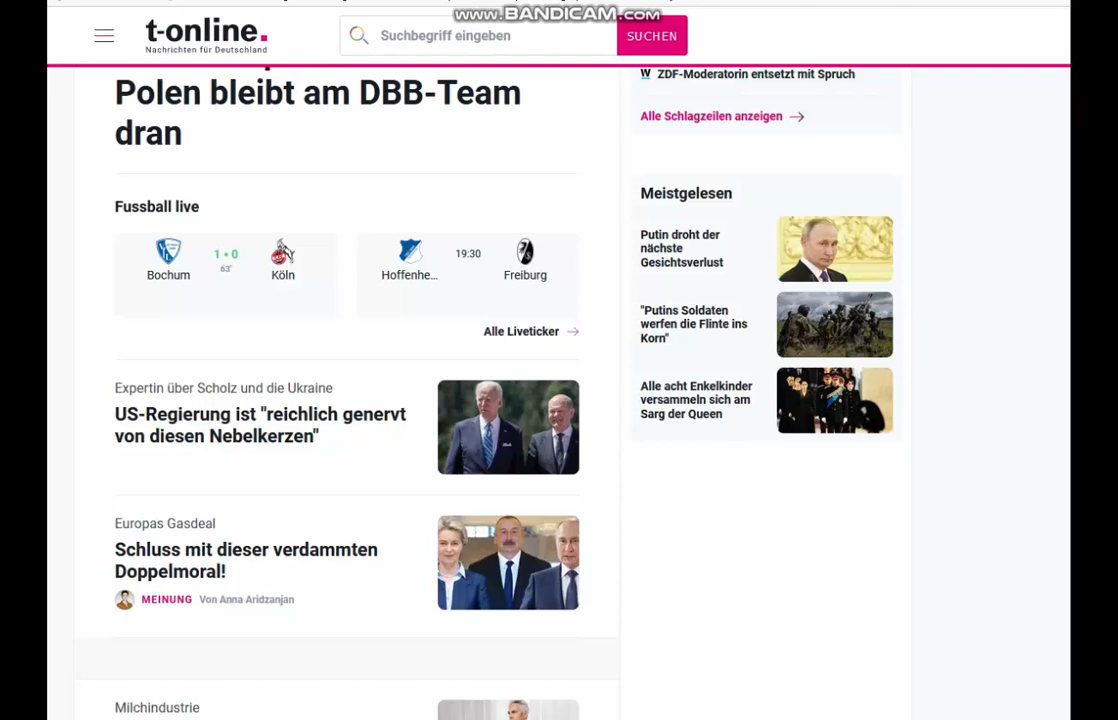 www.BANDICAM.com
t-online.
Nachrichten für Deutschland
Suchbegriff eingeben
SUCHEN
Polen bleibt am DBB-Team
dran
Fussball live
Bochum
1 • 0
63'
Köln
Hoffenhe...
19:30
Freiburg
Alle Liveticker
Expertin über Scholz und die Ukraine
US-Regierung ist "reichlich genervt
von diesen Nebelkerzen"
Europas Gasdeal
Schluss mit dieser verdammten
Doppelmoral!
MEINUNG Von Anna Aridzanjan
Milchindustrie
W ZDF-Moderatorin entsetzt mit Spruch
Alle Schlagzeilen anzeigen
Meistgelesen
Putin droht der
nächste
Gesichtsverlust
"Putins Soldaten
werfen die Flinte ins
Korn"
Alle acht Enkelkinder
versammeln sich am
Sarg der Queen